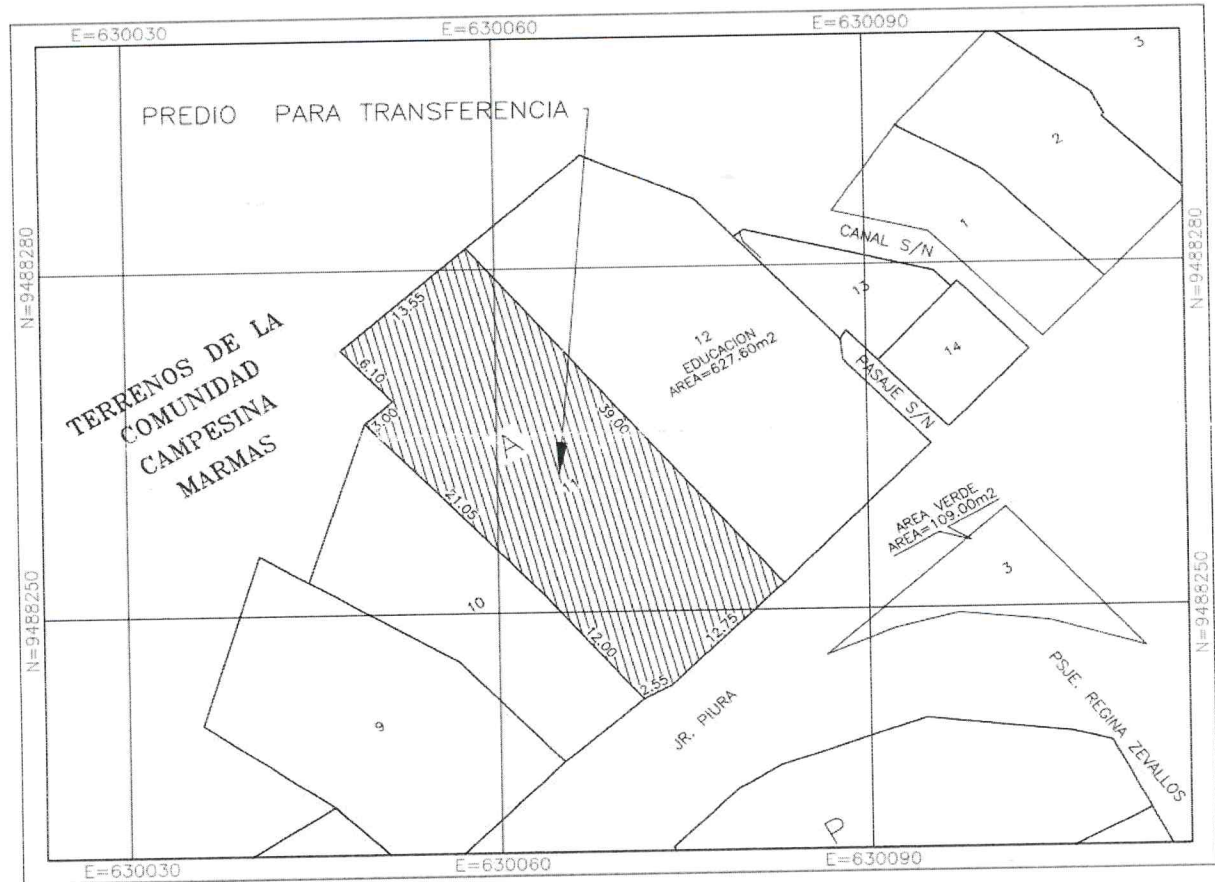 E=630030
E=630060
E=630090
PREDIO PARA TRANSFERENCIA
3
2
1
CANAL S/N
N=9488280
N=9488280
13
14
PASAJE S/N
12
EDUCACION
AREA=627.60m2
TERRENOS DE LA
COMUNIDAD
CAMPESINA
MARMAS
13.55
6.10
3.00
39.00
A
11
21.05
AREA VERDE
AREA=109.00m2
3
10
12.00
12.75
2.55
N=9488250
N=9488250
9
JR. PIURA
PSJE. REGINA ZEVALLOS
P
E=630030
E=630060
E=630090